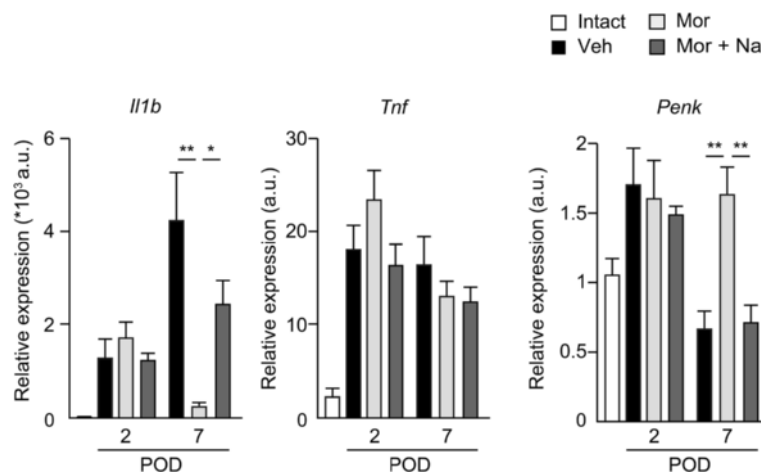 Intact Mor
Veh Mor + Na
Il1b
Relative expression (*10³ a.u.)
6
4
2
0
** *
2 7
POD
Tnf
Relative expression (a.u.)
30
20
10
0
2 7
POD
Penk
Relative expression (a.u.)
2
1.5
1
0.5
0
** **
2 7
POD